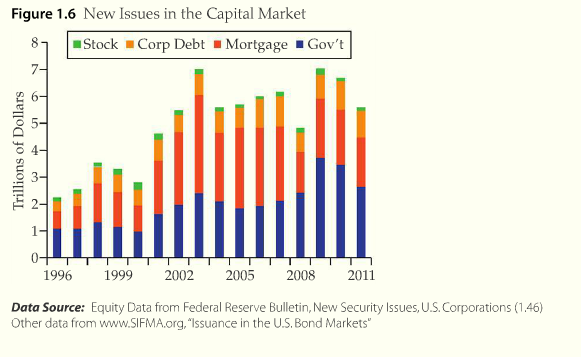 Figure 1.6 New Issues in the Capital Market
Stock Corp Debt Mortgage Gov't
Trillions of Dollars
8
7
6
5
4
3
2
1
0
1996 1999 2002 2005 2008 2011
Data Source: Equity Data from Federal Reserve Bulletin, New Security Issues, U.S. Corporations (1.46)
Other data from www.SIFMA.org, "Issuance in the U.S. Bond Markets"